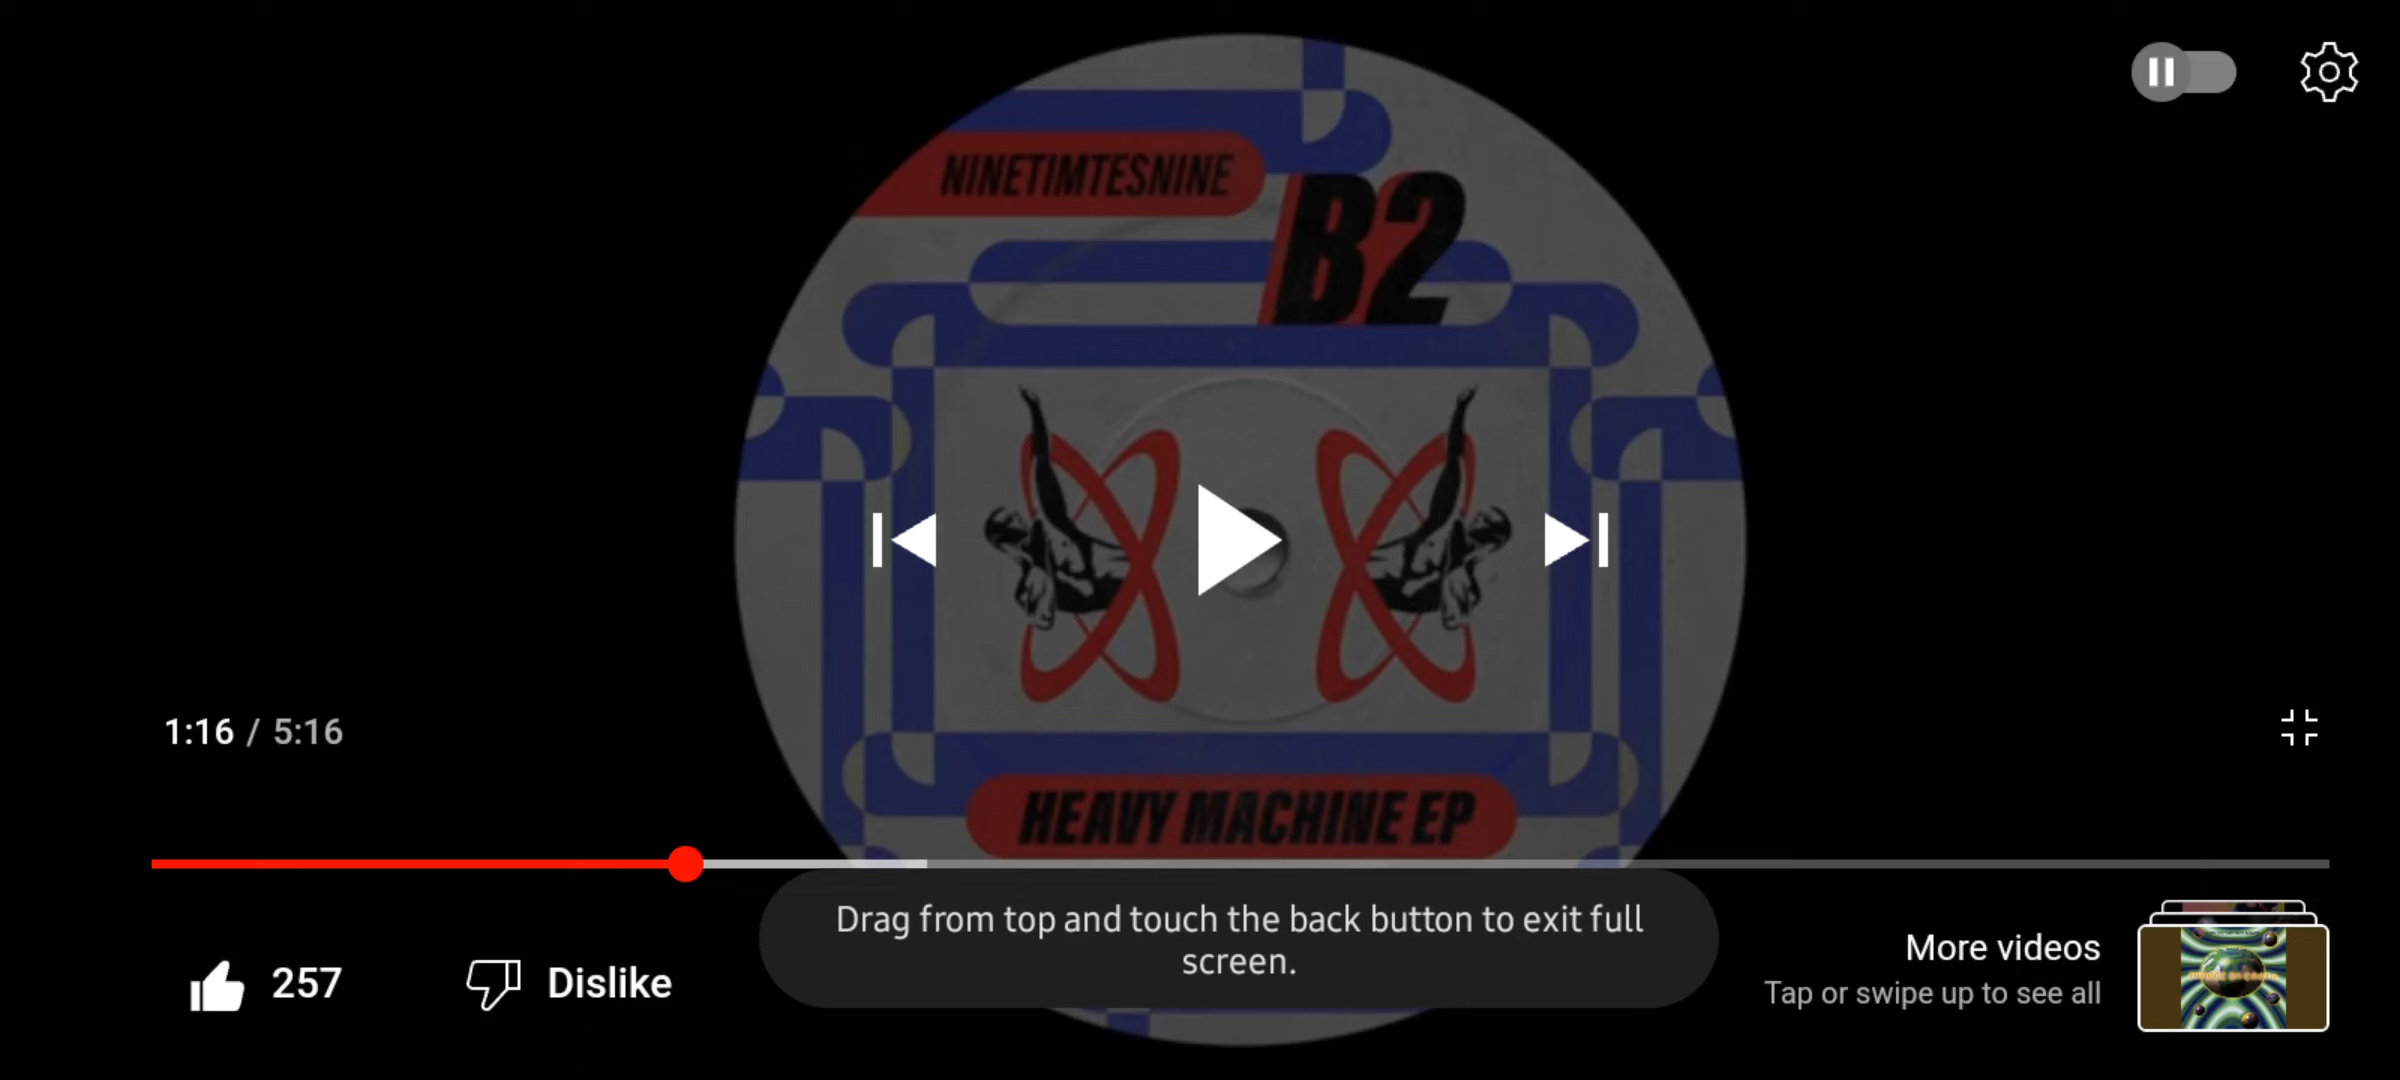 NINETIMTESNINE
B2
1:16 / 5:16
HEAVY MACHINE EP
Drag from top and touch the back button to exit full
screen.
257
Dislike
More videos
Tap or swipe up to see all